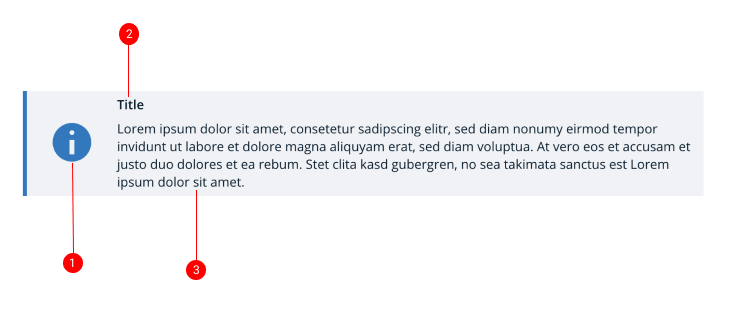 2
Title
Lorem ipsum dolor sit amet, consetetur sadipscing elitr, sed diam nonumy eirmod tempor
invidunt ut labore et dolore magna aliquyam erat, sed diam voluptua. At vero eos et accusam et
justo duo dolores et ea rebum. Stet clita kasd gubergren, no sea takimata sanctus est Lorem
ipsum dolor sit amet.
1
3